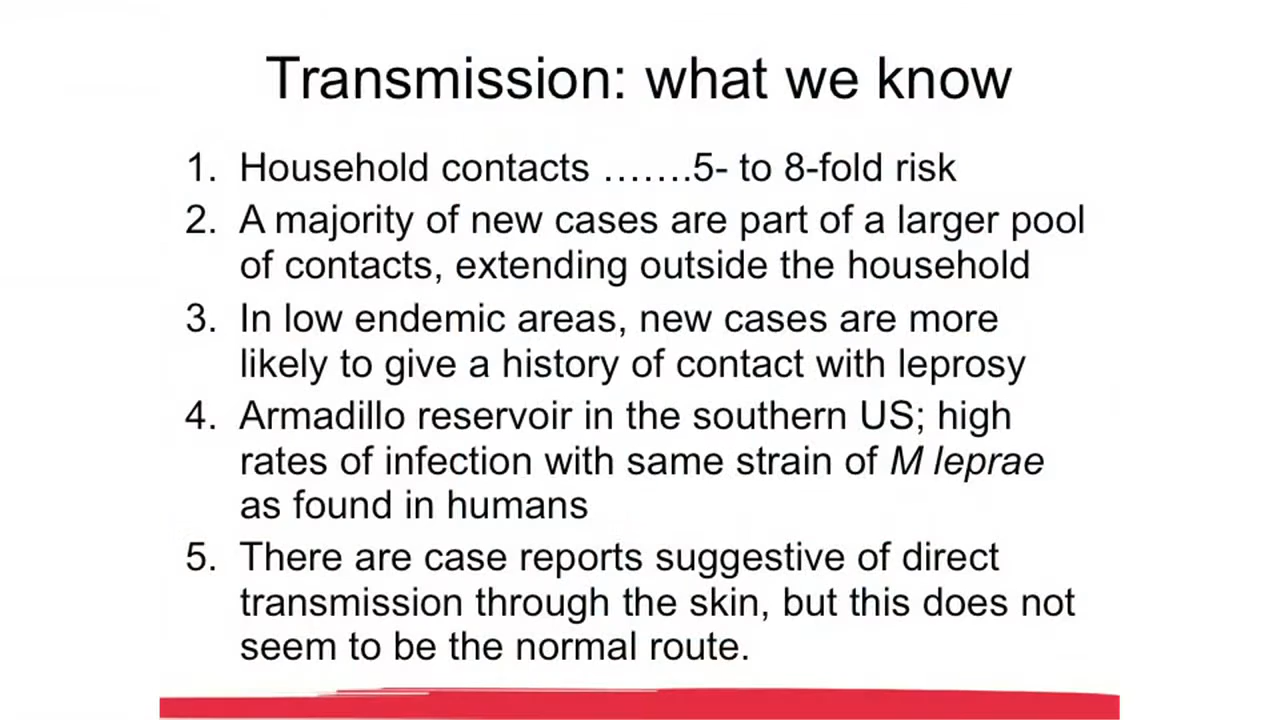 Transmission: what we know
1. Household contacts …….5- to 8-fold risk
2. A majority of new cases are part of a larger pool
of contacts, extending outside the household
3. In low endemic areas, new cases are more
likely to give a history of contact with leprosy
4. Armadillo reservoir in the southern US; high
rates of infection with same strain of M leprae
as found in humans
5. There are case reports suggestive of direct
transmission through the skin, but this does not
seem to be the normal route.